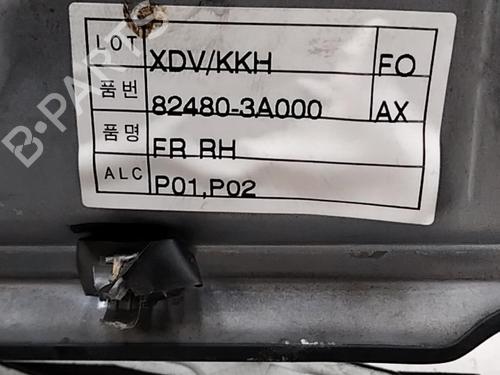 LOT XDV/KKH FO
품번 82480-3A000 AX
품명 FR RH
ALC P01,P02
B-PARTS